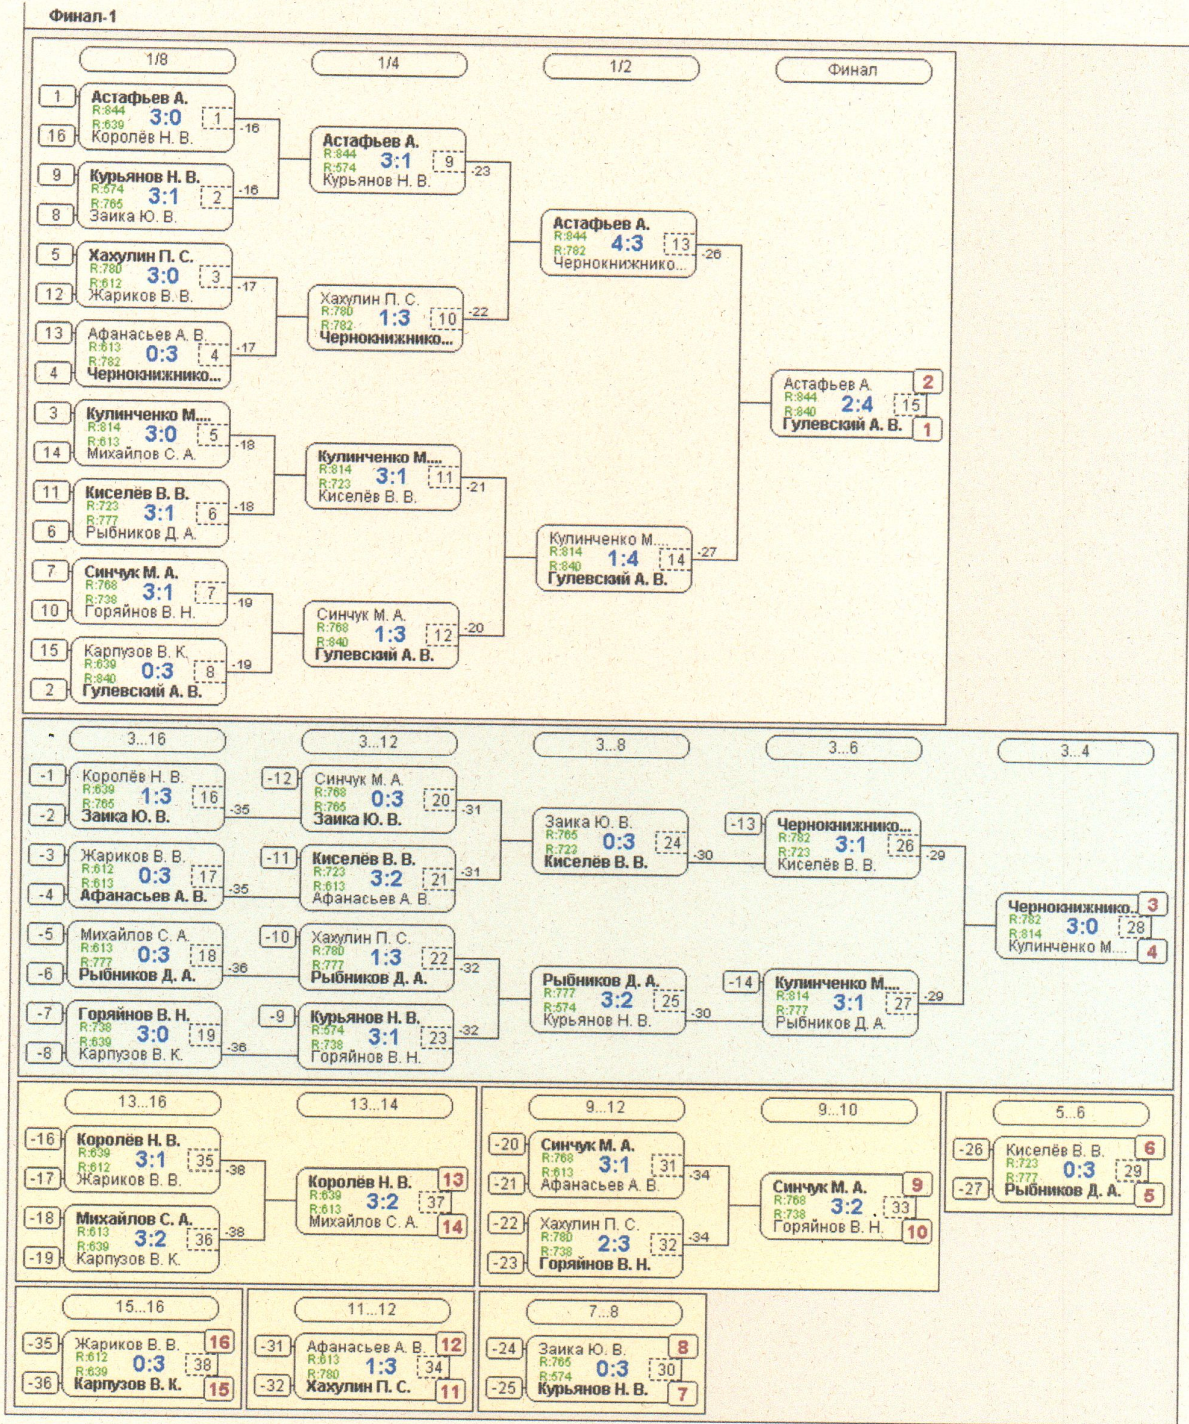 Финал-1
1/8
1/4
1/2
Финал
1
Астафьев А.
R:844
3:0
1
R:639
16
Королёв Н. В.
-16
9
Курьянов Н. В.
R:574
3:1
2
R:765
8
Заика Ю. В.
-16
5
Хахулин П. С.
R:780
3:0
3
R:612
12
Жариков В. В.
-17
13
Афанасьев А. В.
R:613
0:3
4
R:782
4
Чернокнижнико...
-17
3
Кулинченко М....
R:814
3:0
5
R:613
14
Михайлов С. А.
-18
11
Киселёв В. В.
R:723
3:1
6
R:777
6
Рыбников Д. А.
-18
7
Синчук М. А.
R:768
3:1
7
R:738
10
Горяйнов В. Н.
-19
15
Карпузов В. К.
R:639
0:3
8
R:840
2
Гулевский А. В.
-19
Астафьев А.
R:844
3:1
9
R:574
Курьянов Н. В.
-23
Хахулин П. С.
R:780
1:3
10
R:782
Чернокнижнико...
-22
Кулинченко М....
R:814
3:1
11
R:723
Киселёв В. В.
-21
Синчук М. А.
R:768
1:3
12
R:840
Гулевский А. В.
-20
Астафьев А.
R:844
4:3
13
R:782
Чернокнижнико...
-26
Кулинченко М....
R:814
1:4
14
R:840
Гулевский А. В.
-27
Астафьев А.
2
R:844
2:4
15
R:840
Гулевский А. В.
1
3...16
3...12
3...8
3...6
3...4
-1
Королёв Н. В.
R:639
1:3
16
R:765
-2
Заика Ю. В.
-35
-3
Жариков В. В.
R:612
0:3
17
R:613
-4
Афанасьев А. В.
-35
-5
Михайлов С. А.
R:613
0:3
18
R:777
-6
Рыбников Д. А.
-36
-7
Горяйнов В. Н.
R:738
3:0
19
R:639
-8
Карпузов В. К.
-36
-12
Синчук М. А.
R:768
0:3
20
R:765
Заика Ю. В.
-31
-11
Киселёв В. В.
R:723
3:2
21
R:613
Афанасьев А. В.
-31
-10
Хахулин П. С.
R:780
1:3
22
R:777
Рыбников Д. А.
-32
-9
Курьянов Н. В.
R:574
3:1
23
R:738
Горяйнов В. Н.
-32
Заика Ю. В.
R:765
0:3
24
R:723
Киселёв В. В.
-30
Рыбников Д. А.
R:777
3:2
25
R:574
Курьянов Н. В.
-30
-13
Чернокнижнико...
R:782
3:1
26
R:723
Киселёв В. В.
-29
-14
Кулинченко М....
R:814
3:1
27
R:777
Рыбников Д. А.
-29
Чернокнижнико...
3
R:782
3:0
28
R:814
Кулинченко М....
4
13...16
13...14
-16
Королёв Н. В.
R:639
3:1
35
R:612
-17
Жариков В. В.
-38
-18
Михайлов С. А.
R:613
3:2
36
R:639
-19
Карпузов В. К.
-38
Королёв Н. В.
13
R:639
3:2
37
R:613
Михайлов С. А.
14
9...12
9...10
-20
Синчук М. А.
R:768
3:1
31
R:613
-21
Афанасьев А. В.
-34
-22
Хахулин П. С.
R:780
2:3
32
R:738
-23
Горяйнов В. Н.
-34
Синчук М. А.
9
R:768
3:2
33
R:738
Горяйнов В. Н.
10
5...6
-26
Киселёв В. В.
6
R:723
0:3
29
R:777
-27
Рыбников Д. А.
5
15...16
-35
Жариков В. В.
16
R:612
0:3
38
R:639
-36
Карпузов В. К.
15
11...12
-31
Афанасьев А. В.
12
R:613
1:3
34
R:780
-32
Хахулин П. С.
11
7...8
-24
Заика Ю. В.
8
R:765
0:3
30
R:574
-25
Курьянов Н. В.
7